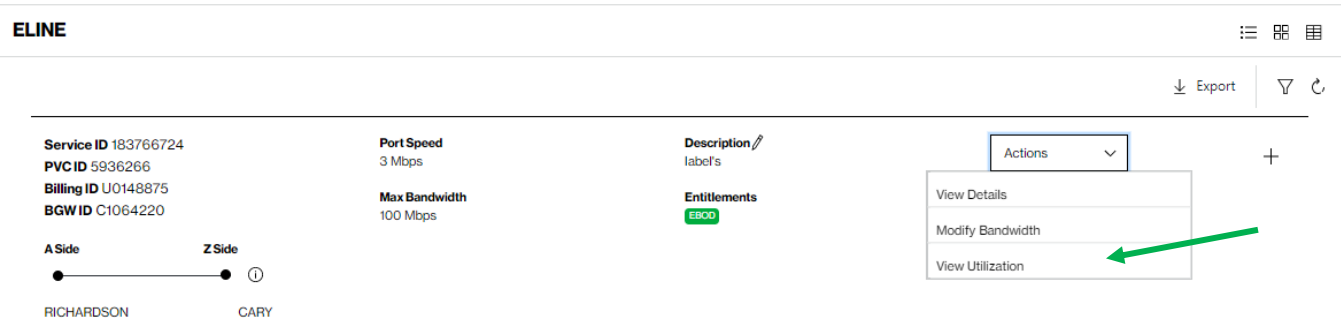 ELINE
Export
Service ID 183766724
PVC ID 5936266
Billing ID U0148875
BGW ID C1064220
A Side Z Side
RICHARDSON CARY
Port Speed
3 Mbps
Max Bandwidth
100 Mbps
Description
label's
Entitlements
EBOD
Actions
View Details
Modify Bandwidth
View Utilization